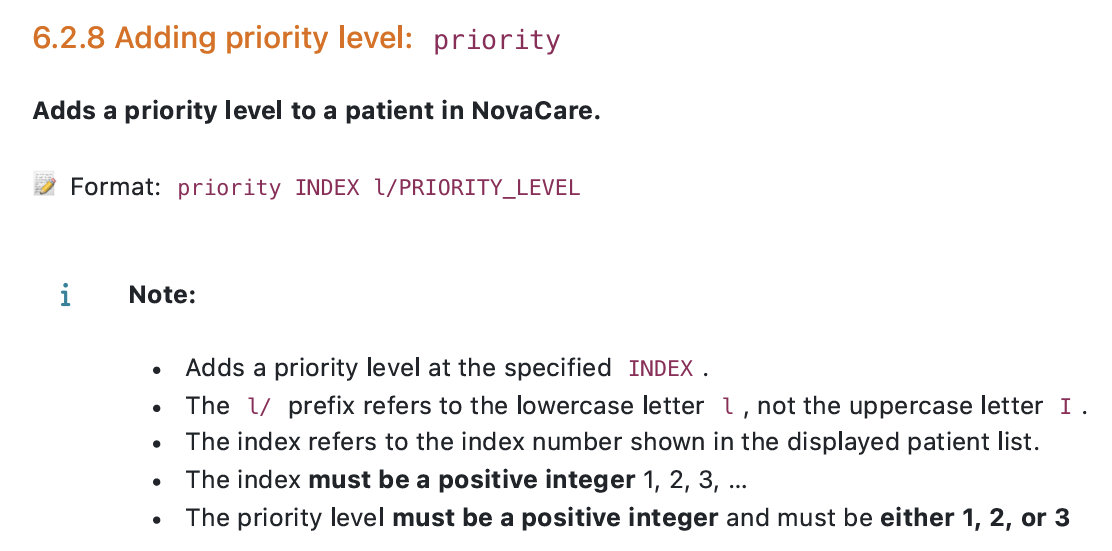 6.2.8 Adding priority level: priority
Adds a priority level to a patient in NovaCare.
📝 Format: priority INDEX l/PRIORITY_LEVEL
i Note:
• Adds a priority level at the specified INDEX .
• The l/ prefix refers to the lowercase letter l , not the uppercase letter I .
• The index refers to the index number shown in the displayed patient list.
• The index must be a positive integer 1, 2, 3, …
• The priority level must be a positive integer and must be either 1, 2, or 3